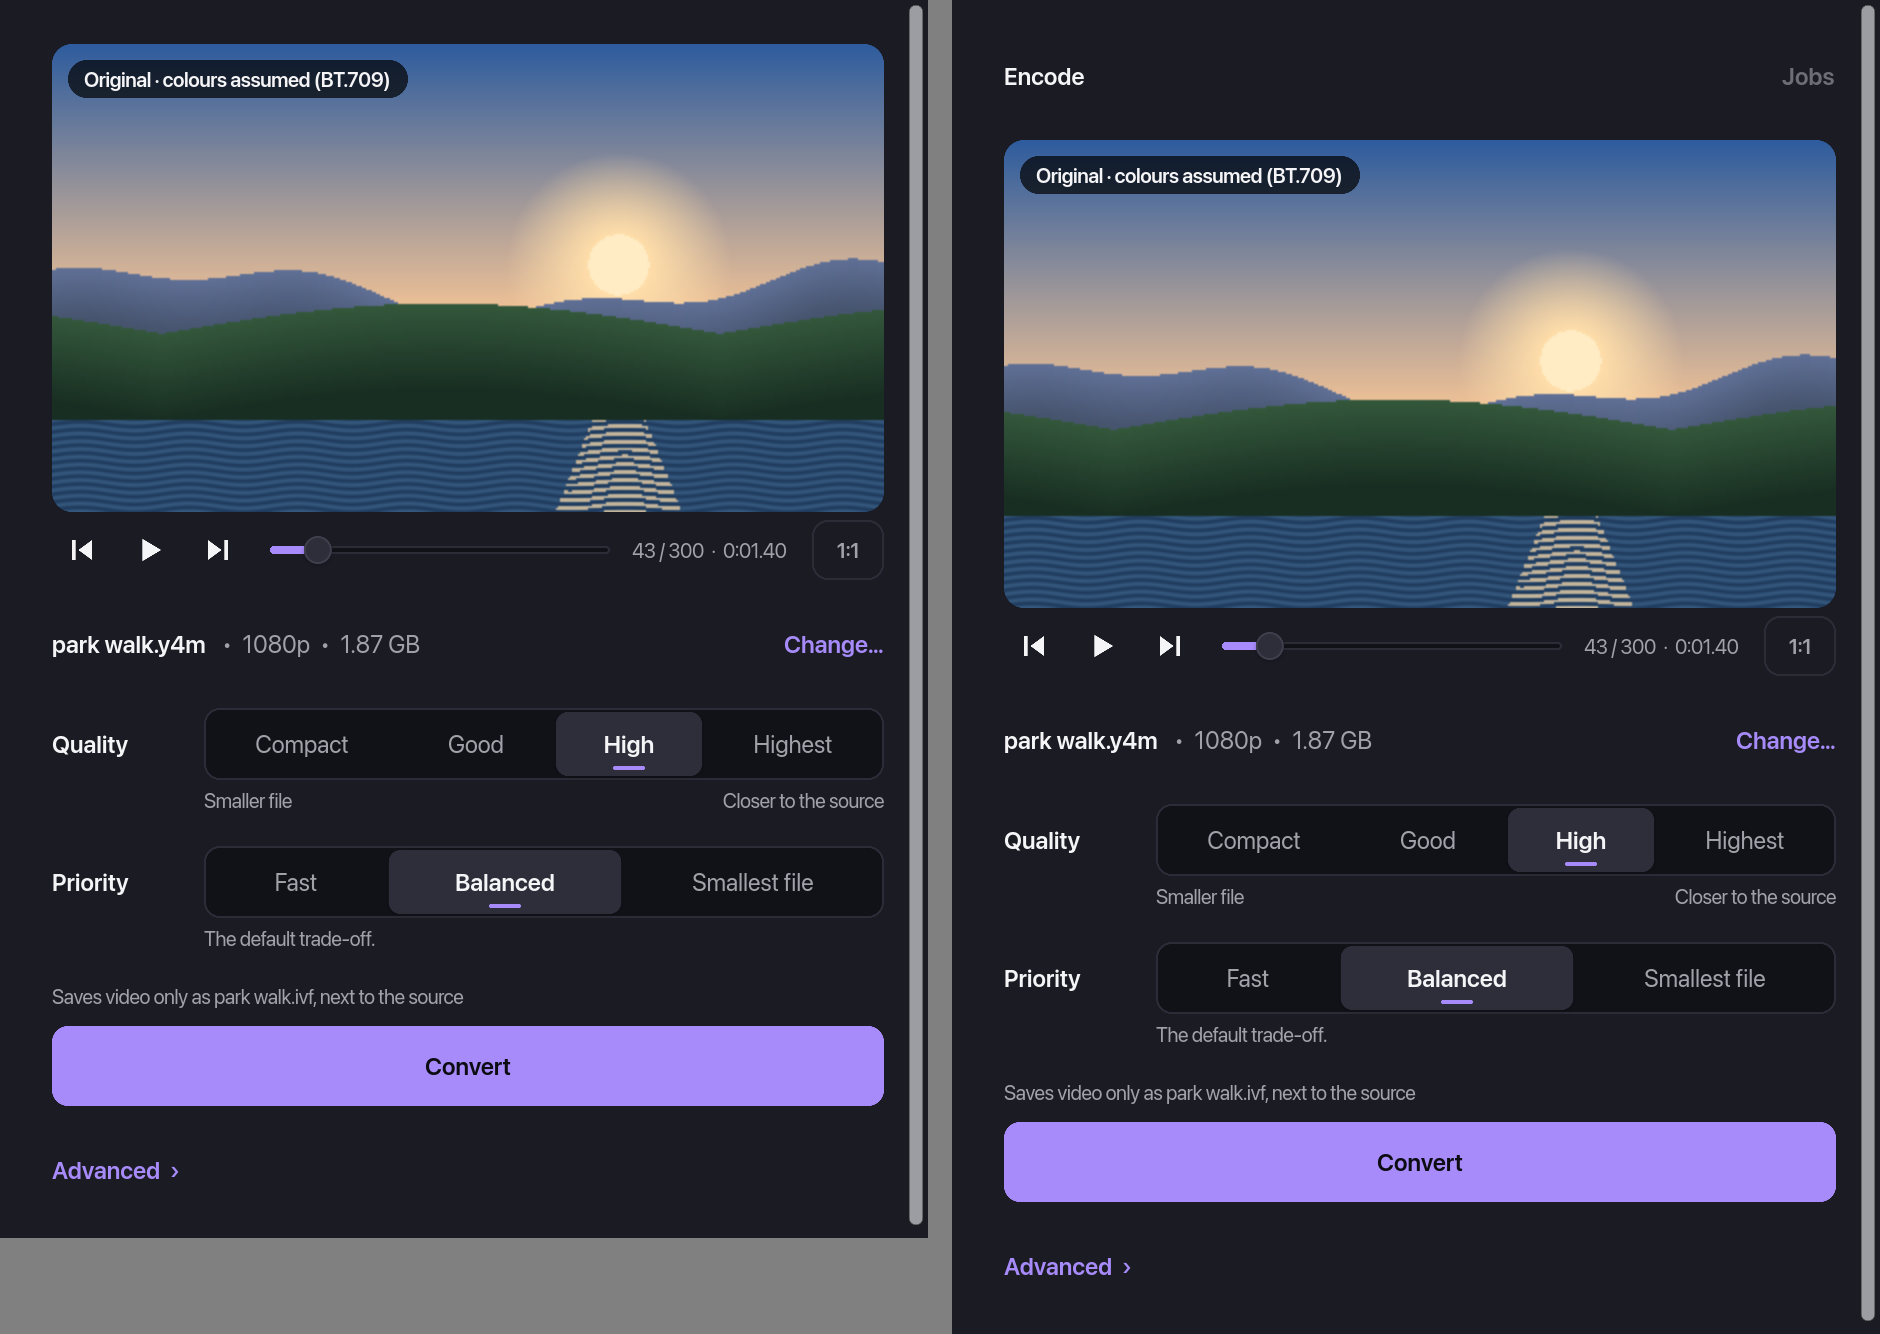 Original · colours assumed (BT.709)
43 / 300 · 0:01.40
1:1
park walk.y4m • 1080p • 1.87 GB
Change...
Quality
Compact
Good
High
Highest
Smaller file
Closer to the source
Priority
Fast
Balanced
Smallest file
The default trade-off.
Saves video only as park walk.ivf, next to the source
Convert
Advanced ›
Encode
Jobs
Original · colours assumed (BT.709)
43 / 300 · 0:01.40
1:1
park walk.y4m • 1080p • 1.87 GB
Change...
Quality
Compact
Good
High
Highest
Smaller file
Closer to the source
Priority
Fast
Balanced
Smallest file
The default trade-off.
Saves video only as park walk.ivf, next to the source
Convert
Advanced ›